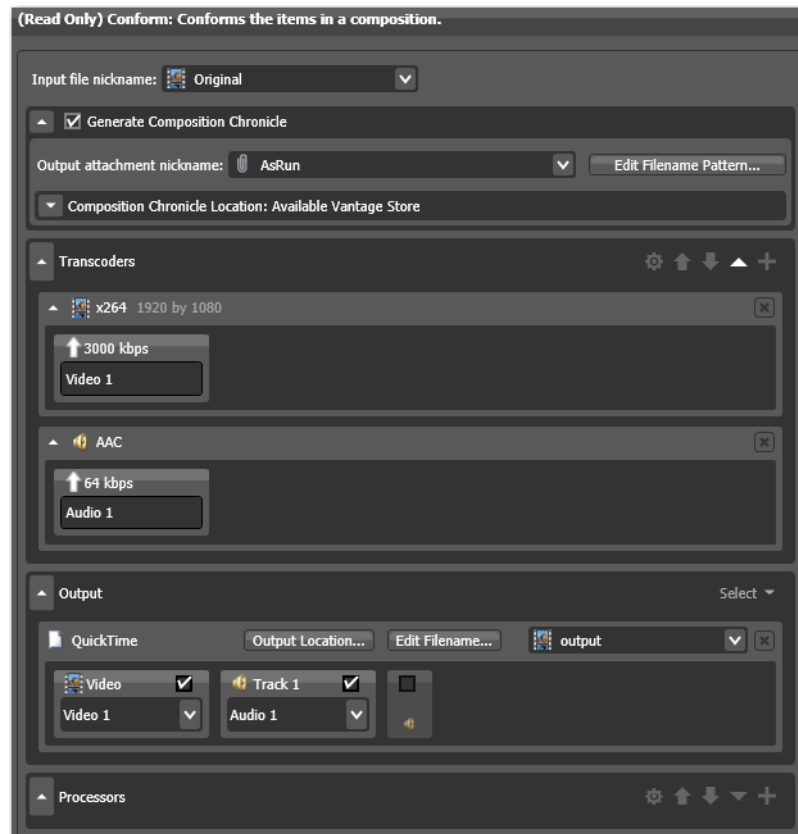 (Read Only) Conform: Conforms the items in a composition.
Input file nickname: Original
Generate Composition Chronicle
Output attachment nickname: AsRun Edit Filename Pattern...
Composition Chronicle Location: Available Vantage Store
Transcoders
x264 1920 by 1080
3000 kbps
Video 1
AAC
64 kbps
Audio 1
Output Select
QuickTime Output Location... Edit Filename... output
Video Track 1
Video 1 Audio 1
Processors